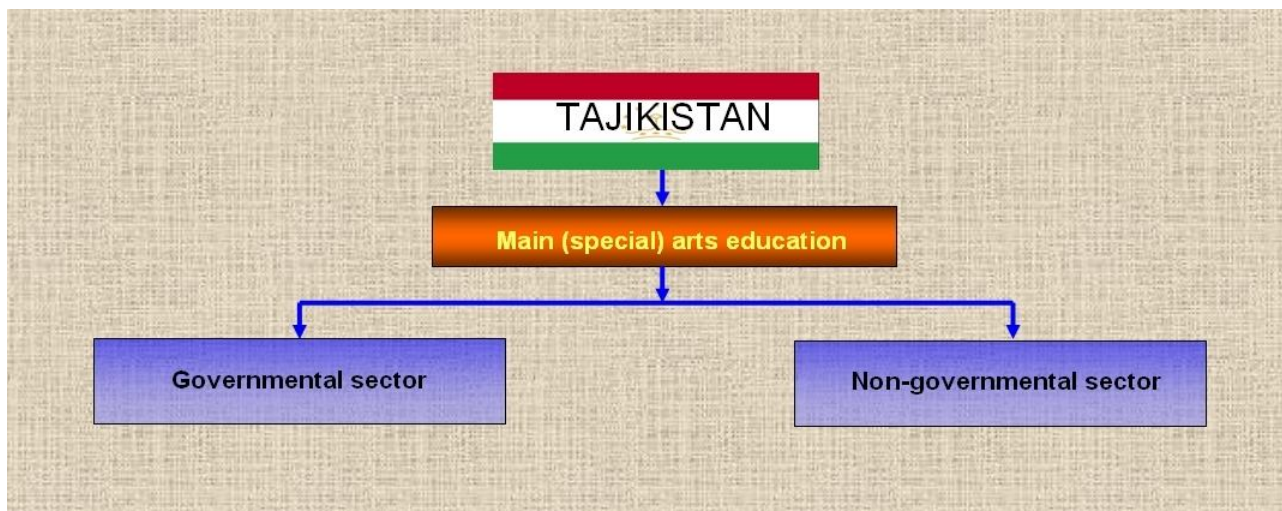 TAJIKISTAN
Main (special) arts education
Governmental sector
Non-governmental sector